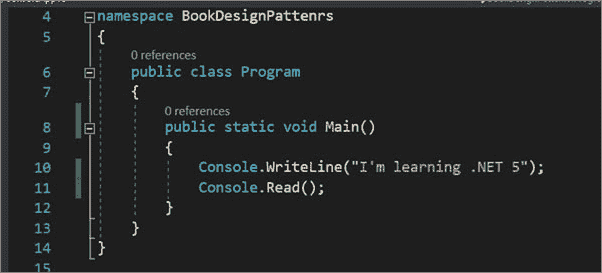 4 namespace BookDesignPattenrs
5 {
0 references
6 public class Program
7 {
0 references
8 public static void Main()
9 {
10 Console.WriteLine("I'm learning .NET 5");
11 Console.Read();
12 }
13 }
14 }
15